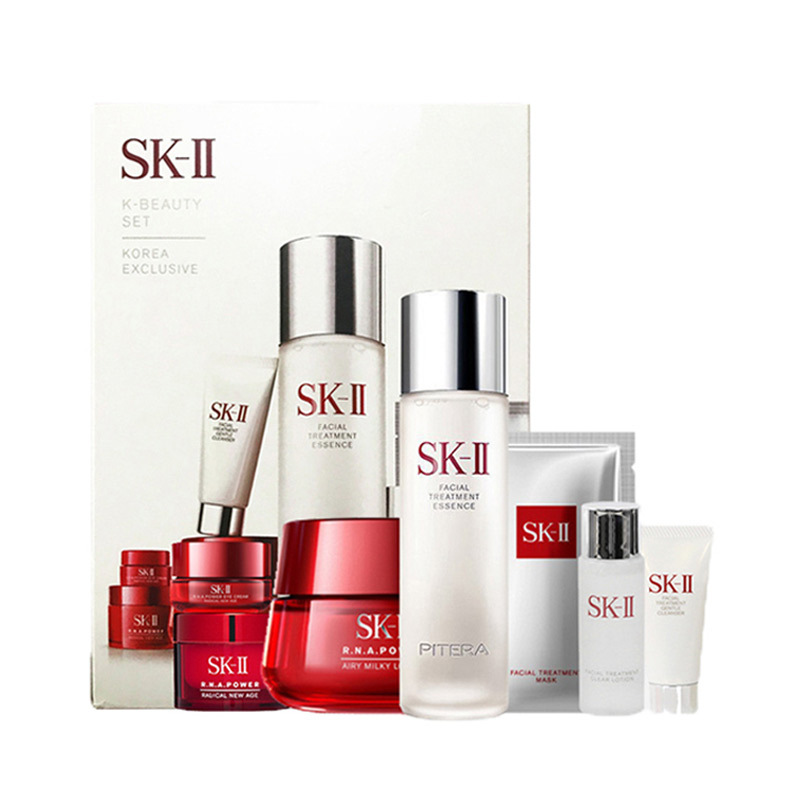 SK-II
K-BEAUTY
SET
KOREA
EXCLUSIVE
SK-II
FACIAL
TREATMENT
GENTLE
CLEANSER
SK-II
FACIAL
TREATMENT
ESSENCE
SK-II
SK-II
R.N.A.POWER
SK-II
R.N.A.POWER EYE CREAM
RADICAL NEW AGE
SK-II
R.N.A.POWER
RADICAL NEW AGE
SK-I
R.N.A.POW
AIRY MILKY L
SK-II
FACIAL
TREATMENT
ESSENCE
PITERA
SK-II
FACIAL TREATMENT
MASK
SK-II
FACIAL TREATMENT
CLEAR LOTION
SK-II
FACIAL
TREATMENT
GENTLE
CLEANSER